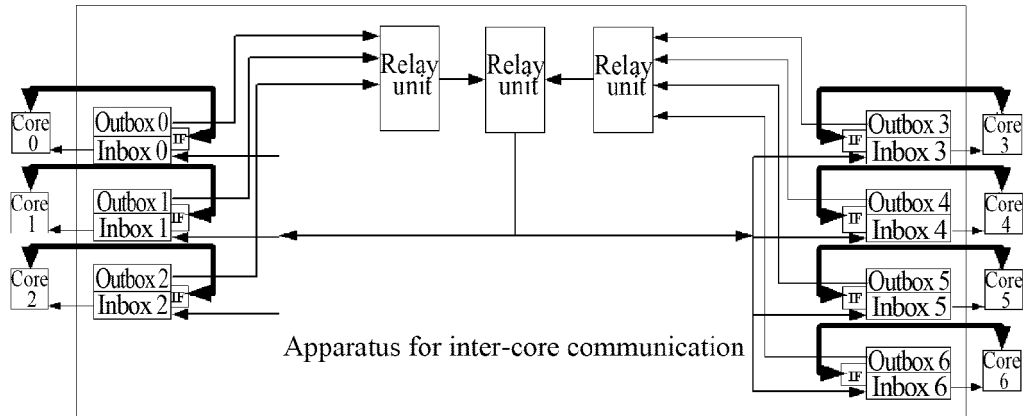 Relay
unit
Relay
unit
Relay
unit
Core
0
Outbox 0
IF
Inbox 0
Core
1
Outbox 1
IF
Inbox 1
Core
2
Outbox 2
IF
Inbox 2
Outbox 3
IF
Inbox 3
Core
3
Outbox 4
IF
Inbox 4
Core
4
Outbox 5
IF
Inbox 5
Core
5
Outbox 6
IF
Inbox 6
Core
6
Apparatus for inter-core communication